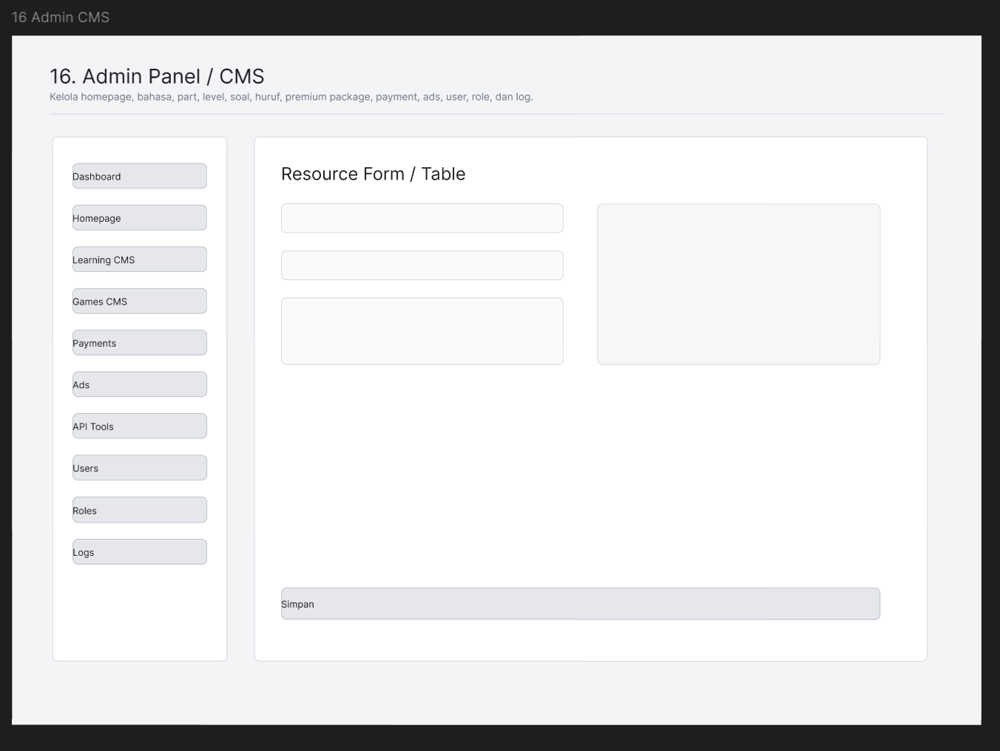 16 Admin CMS
16. Admin Panel / CMS
Kelola homepage, bahasa, part, level, soal, huruf, premium package, payment, ads, user, role, dan log.
Dashboard
Homepage
Learning CMS
Games CMS
Payments
Ads
API Tools
Users
Roles
Logs
Resource Form / Table
Simpan